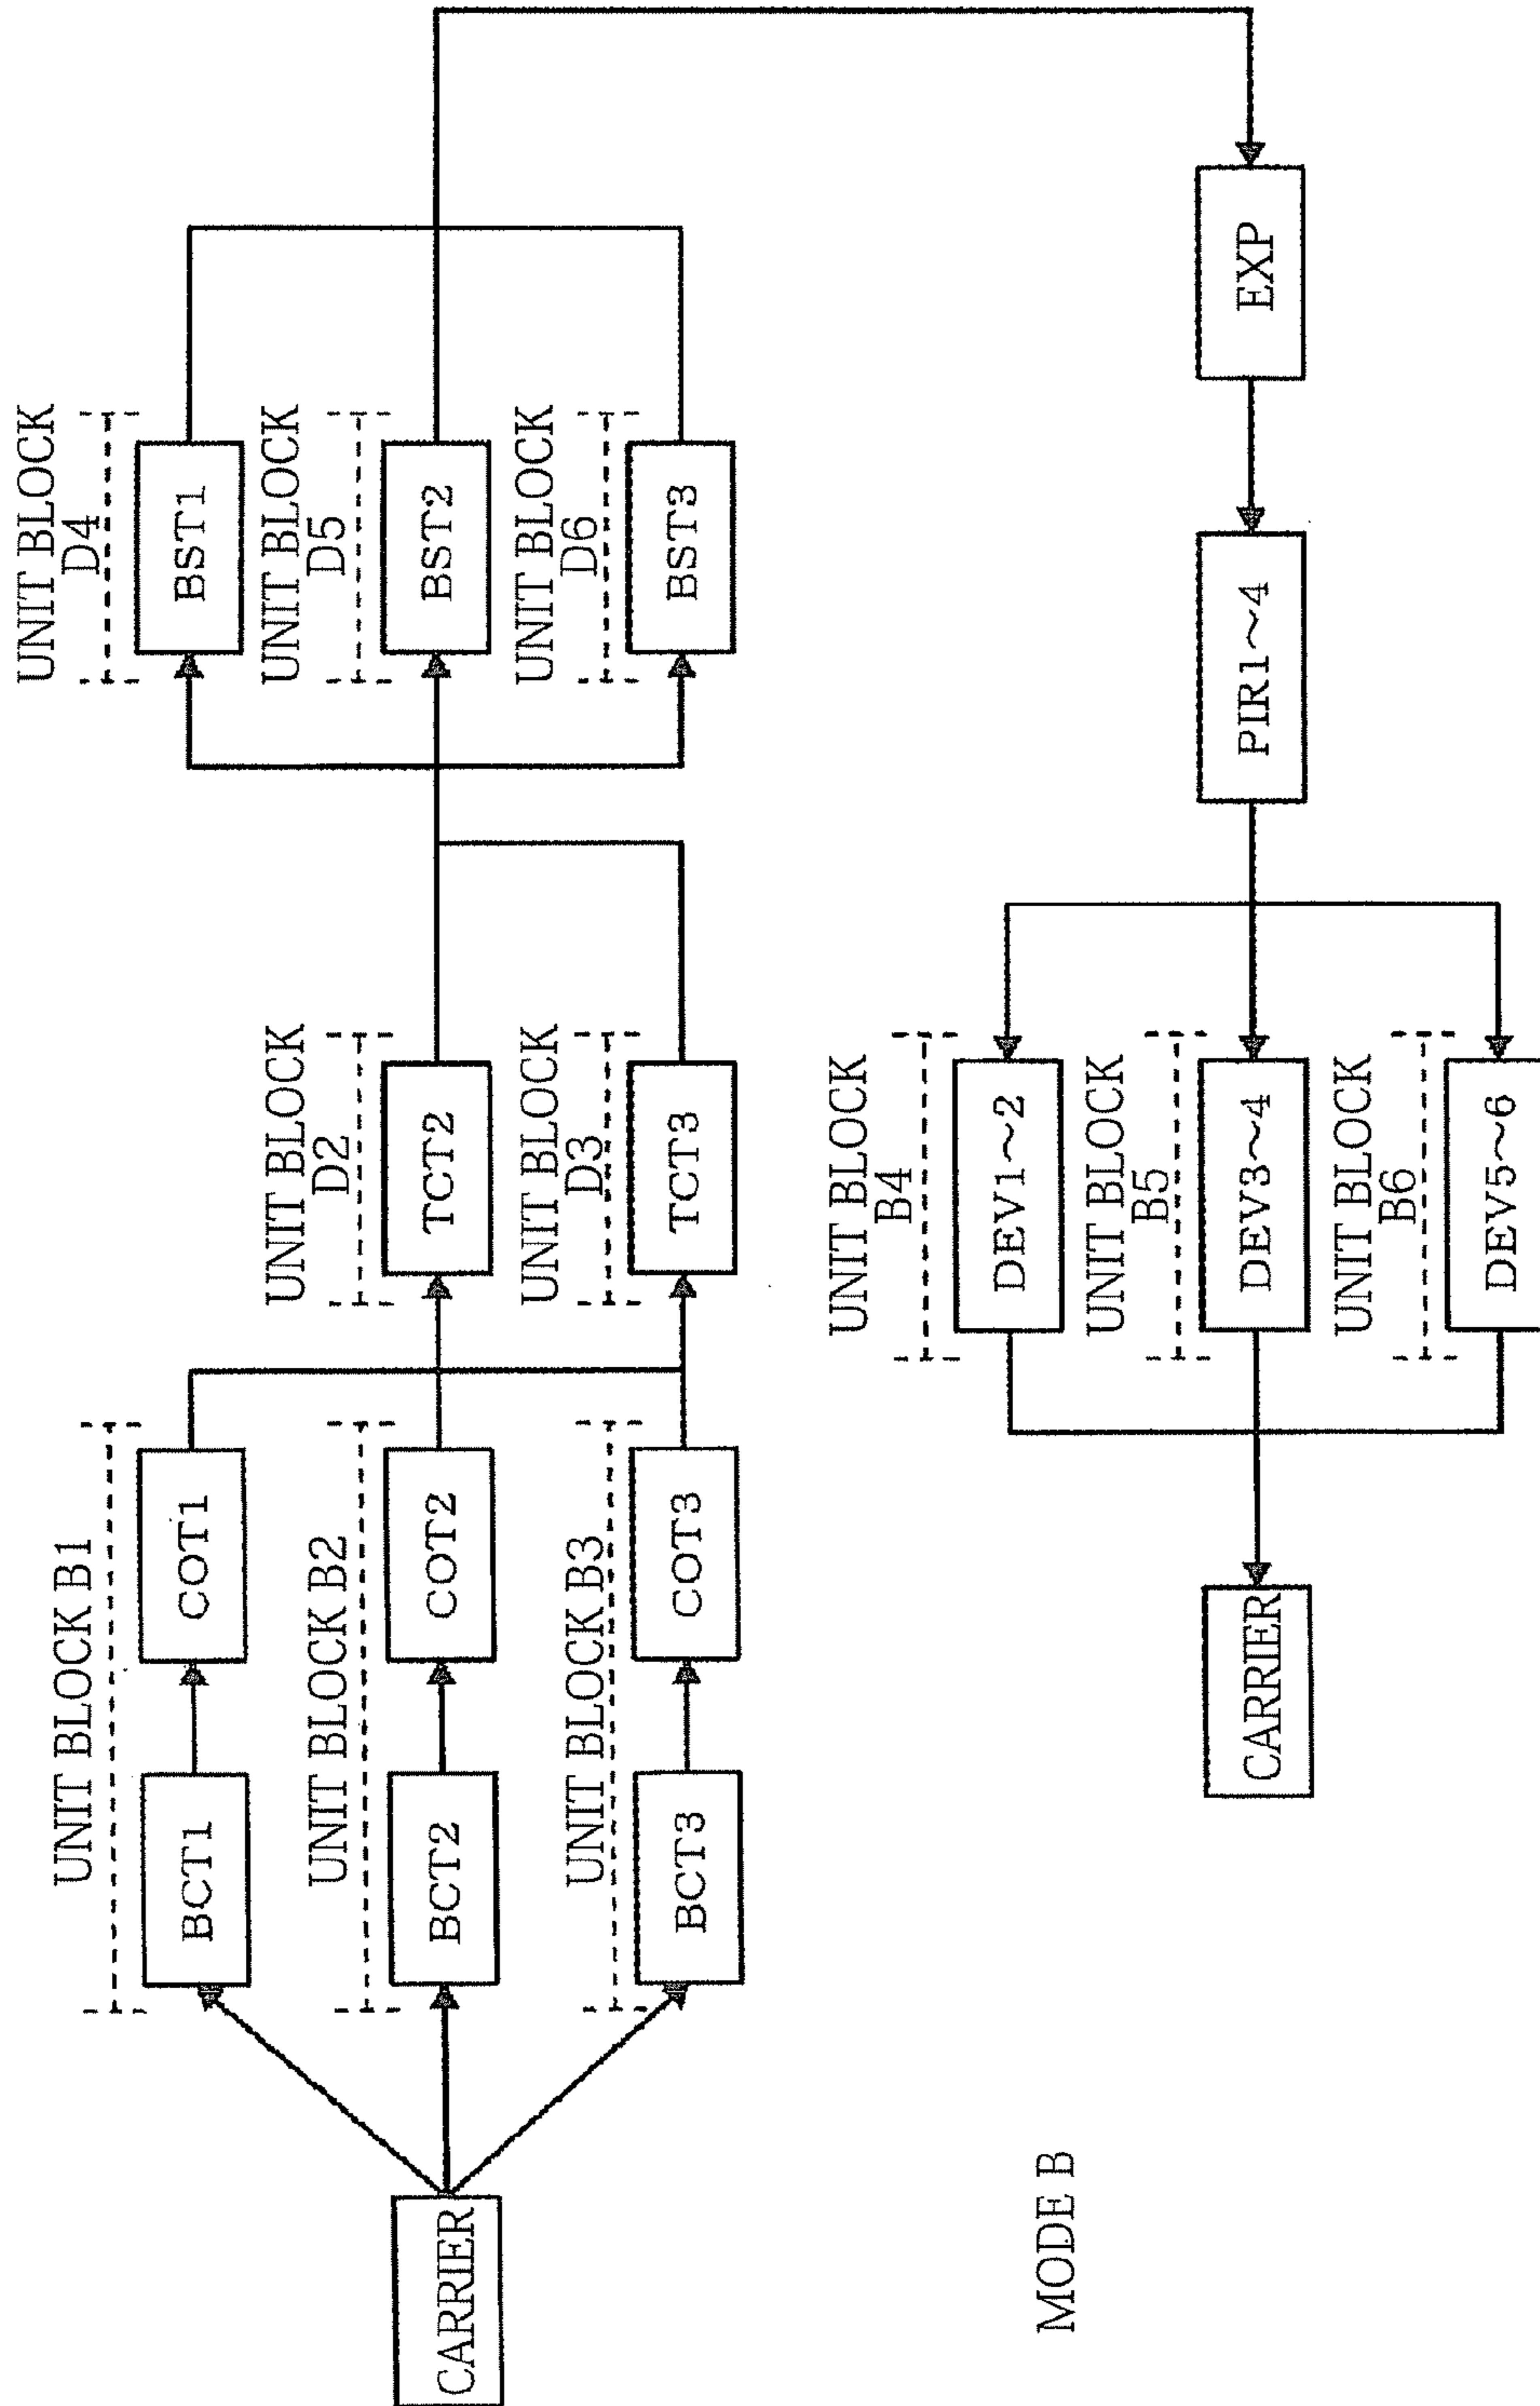 UNIT BLOCK B1
BCT1
COT1
UNIT BLOCK
D4
BST1
CARRIER
UNIT BLOCK B2
BCT2
COT2
UNIT BLOCK
D2
TCT2
UNIT BLOCK
D5
BST2
UNIT BLOCK B3
BCT3
COT3
UNIT BLOCK
D3
TCT3
UNIT BLOCK
D6
BST3
MODE B
UNIT BLOCK
B4
DEV1~2
CARRIER
UNIT BLOCK
B5
DEV3~4
PIR1~4
EXP
UNIT BLOCK
B6
DEV5~6